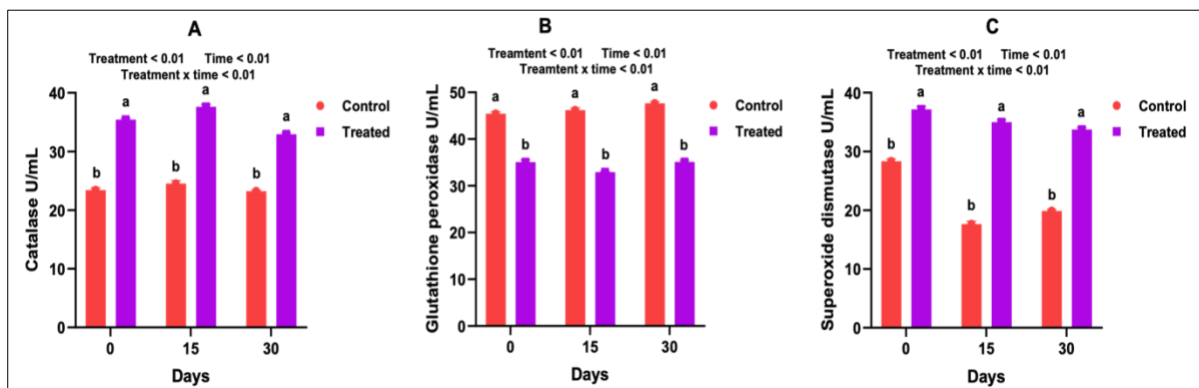 A
Treatment < 0.01 Time < 0.01
Treatment x time < 0.01
Catalase U/mL
40
30
20
10
0
b
a
b
a
b
a
0 15 30
Days
Control
Treated
B
Treamtent < 0.01 Time < 0.01
Treamtent x time < 0.01
Glutathione peroxidase U/mL
50
40
30
20
10
0
a
b
a
b
a
b
0 15 30
Days
Control
Treated
C
Treatment < 0.01 Time < 0.01
Treatment x time < 0.01
Superoxide dismutase U/mL
40
30
20
10
0
b
a
b
a
b
a
0 15 30
Days
Control
Treated